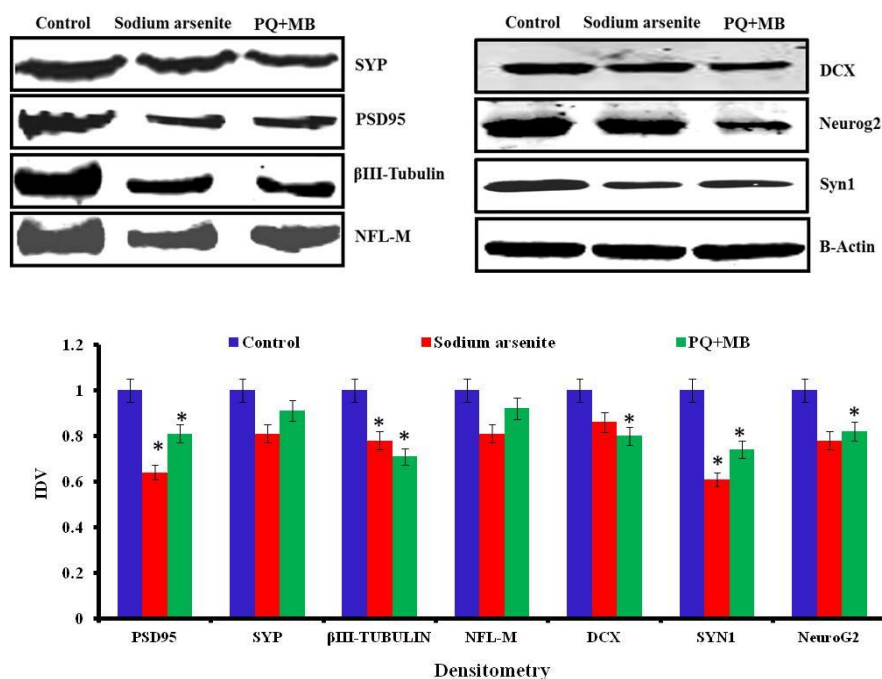 Control Sodium arsenite PQ+MB
SYP
PSD95
βIII-Tubulin
NFL-M
Control Sodium arsenite PQ+MB
DCX
Neurog2
Syn1
B-Actin
Control Sodium arsenite PQ+MB
1.2
1
0.8
0.6
0.4
0.2
0
IDV
* * * * * * * *
PSD95 SYP βIII-TUBULIN NFL-M DCX SYN1 NeuroG2
Densitometry